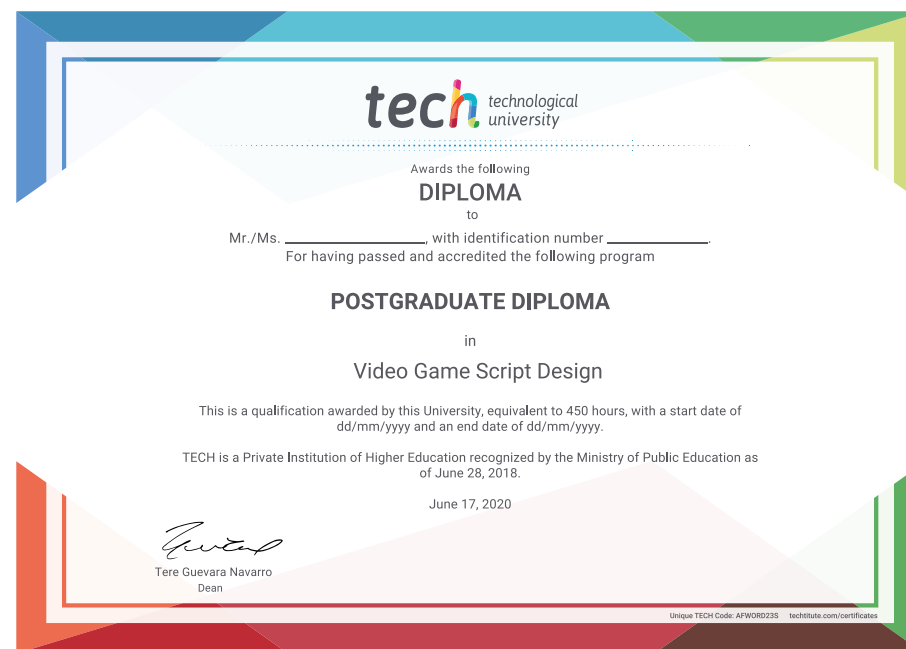 tech technological
university
Awards the following
DIPLOMA
to
Mr./Ms. ____________________, with identification number ______________.
For having passed and accredited the following program
POSTGRADUATE DIPLOMA
in
Video Game Script Design
This is a qualification awarded by this University, equivalent to 450 hours, with a start date of
dd/mm/yyyy and an end date of dd/mm/yyyy.
TECH is a Private Institution of Higher Education recognized by the Ministry of Public Education as
of June 28, 2018.
June 17, 2020
Tere Guevara Navarro
Dean
Unique TECH Code: AFWORD23S techtitute.com/certificates